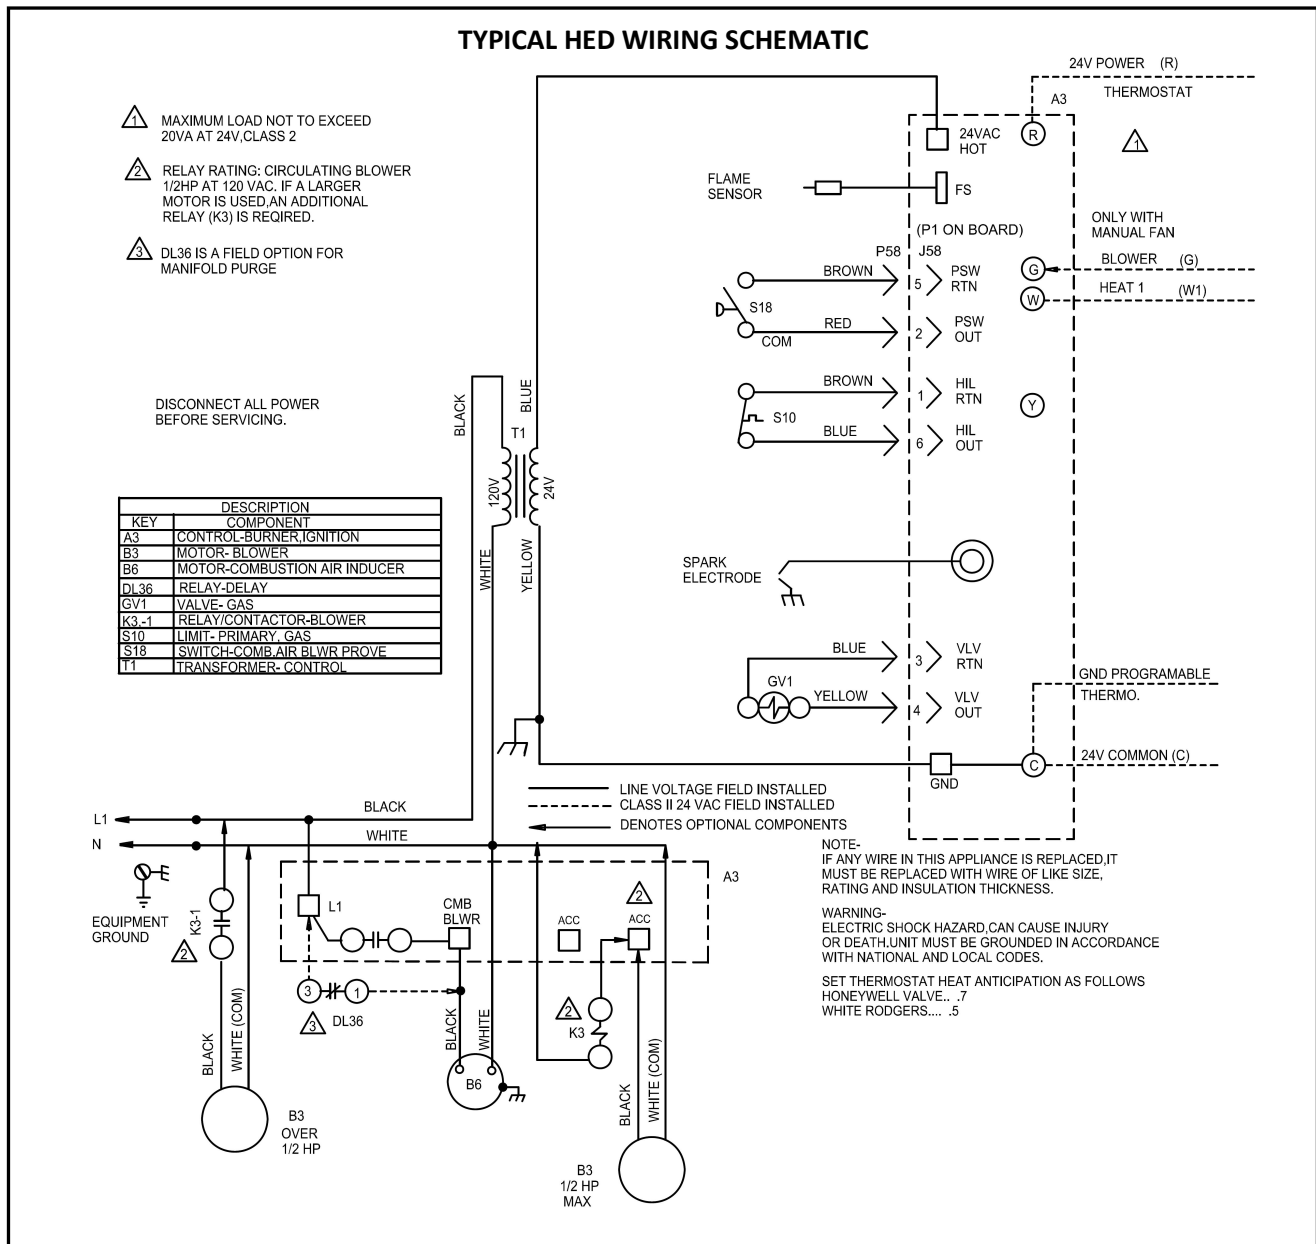 TYPICAL HED WIRING SCHEMATIC
1 MAXIMUM LOAD NOT TO EXCEED
20VA AT 24V,CLASS 2
2 RELAY RATING: CIRCULATING BLOWER
1/2HP AT 120 VAC. IF A LARGER
MOTOR IS USED,AN ADDITIONAL
RELAY (K3) IS REQIRED.
3 DL36 IS A FIELD OPTION FOR
MANIFOLD PURGE
DISCONNECT ALL POWER
BEFORE SERVICING.
DESCRIPTION
KEY COMPONENT
A3 CONTROL-BURNER,IGNITION
B3 MOTOR- BLOWER
B6 MOTOR-COMBUSTION AIR INDUCER
DL36 RELAY-DELAY
GV1 VALVE- GAS
K3,-1 RELAY/CONTACTOR-BLOWER
S10 LIMIT- PRIMARY, GAS
S18 SWITCH-COMB.AIR BLWR PROVE
T1 TRANSFORMER- CONTROL
24V POWER (R)
THERMOSTAT
A3
24VAC
HOT
R
1
FLAME
SENSOR
FS
(P1 ON BOARD)
ONLY WITH
MANUAL FAN
P58 J58
BROWN
5
PSW
RTN
G
BLOWER (G)
W
HEAT 1 (W1)
S18
RED
COM
2
PSW
OUT
BROWN
1
HIL
RTN
Y
S10
BLUE
6
HIL
OUT
BLACK
BLUE
T1
120V
24V
WHITE
YELLOW
SPARK
ELECTRODE
BLUE
3
VLV
RTN
GV1
YELLOW
4
VLV
OUT
GND PROGRAMABLE
THERMO.
C
24V COMMON (C)
GND
LINE VOLTAGE FIELD INSTALLED
CLASS II 24 VAC FIELD INSTALLED
DENOTES OPTIONAL COMPONENTS
L1
BLACK
N
WHITE
A3
EQUIPMENT
GROUND
K3-1
2
L1
CMB
BLWR
ACC
ACC
2
3
1
3
DL36
2
K3
BLACK
WHITE (COM)
BLACK
WHITE
B6
BLACK
WHITE (COM)
B3
OVER
1/2 HP
B3
1/2 HP
MAX
NOTE-
IF ANY WIRE IN THIS APPLIANCE IS REPLACED,IT
MUST BE REPLACED WITH WIRE OF LIKE SIZE,
RATING AND INSULATION THICKNESS.
WARNING-
ELECTRIC SHOCK HAZARD,CAN CAUSE INJURY
OR DEATH.UNIT MUST BE GROUNDED IN ACCORDANCE
WITH NATIONAL AND LOCAL CODES.
SET THERMOSTAT HEAT ANTICIPATION AS FOLLOWS
HONEYWELL VALVE.. .7
WHITE RODGERS.... .5